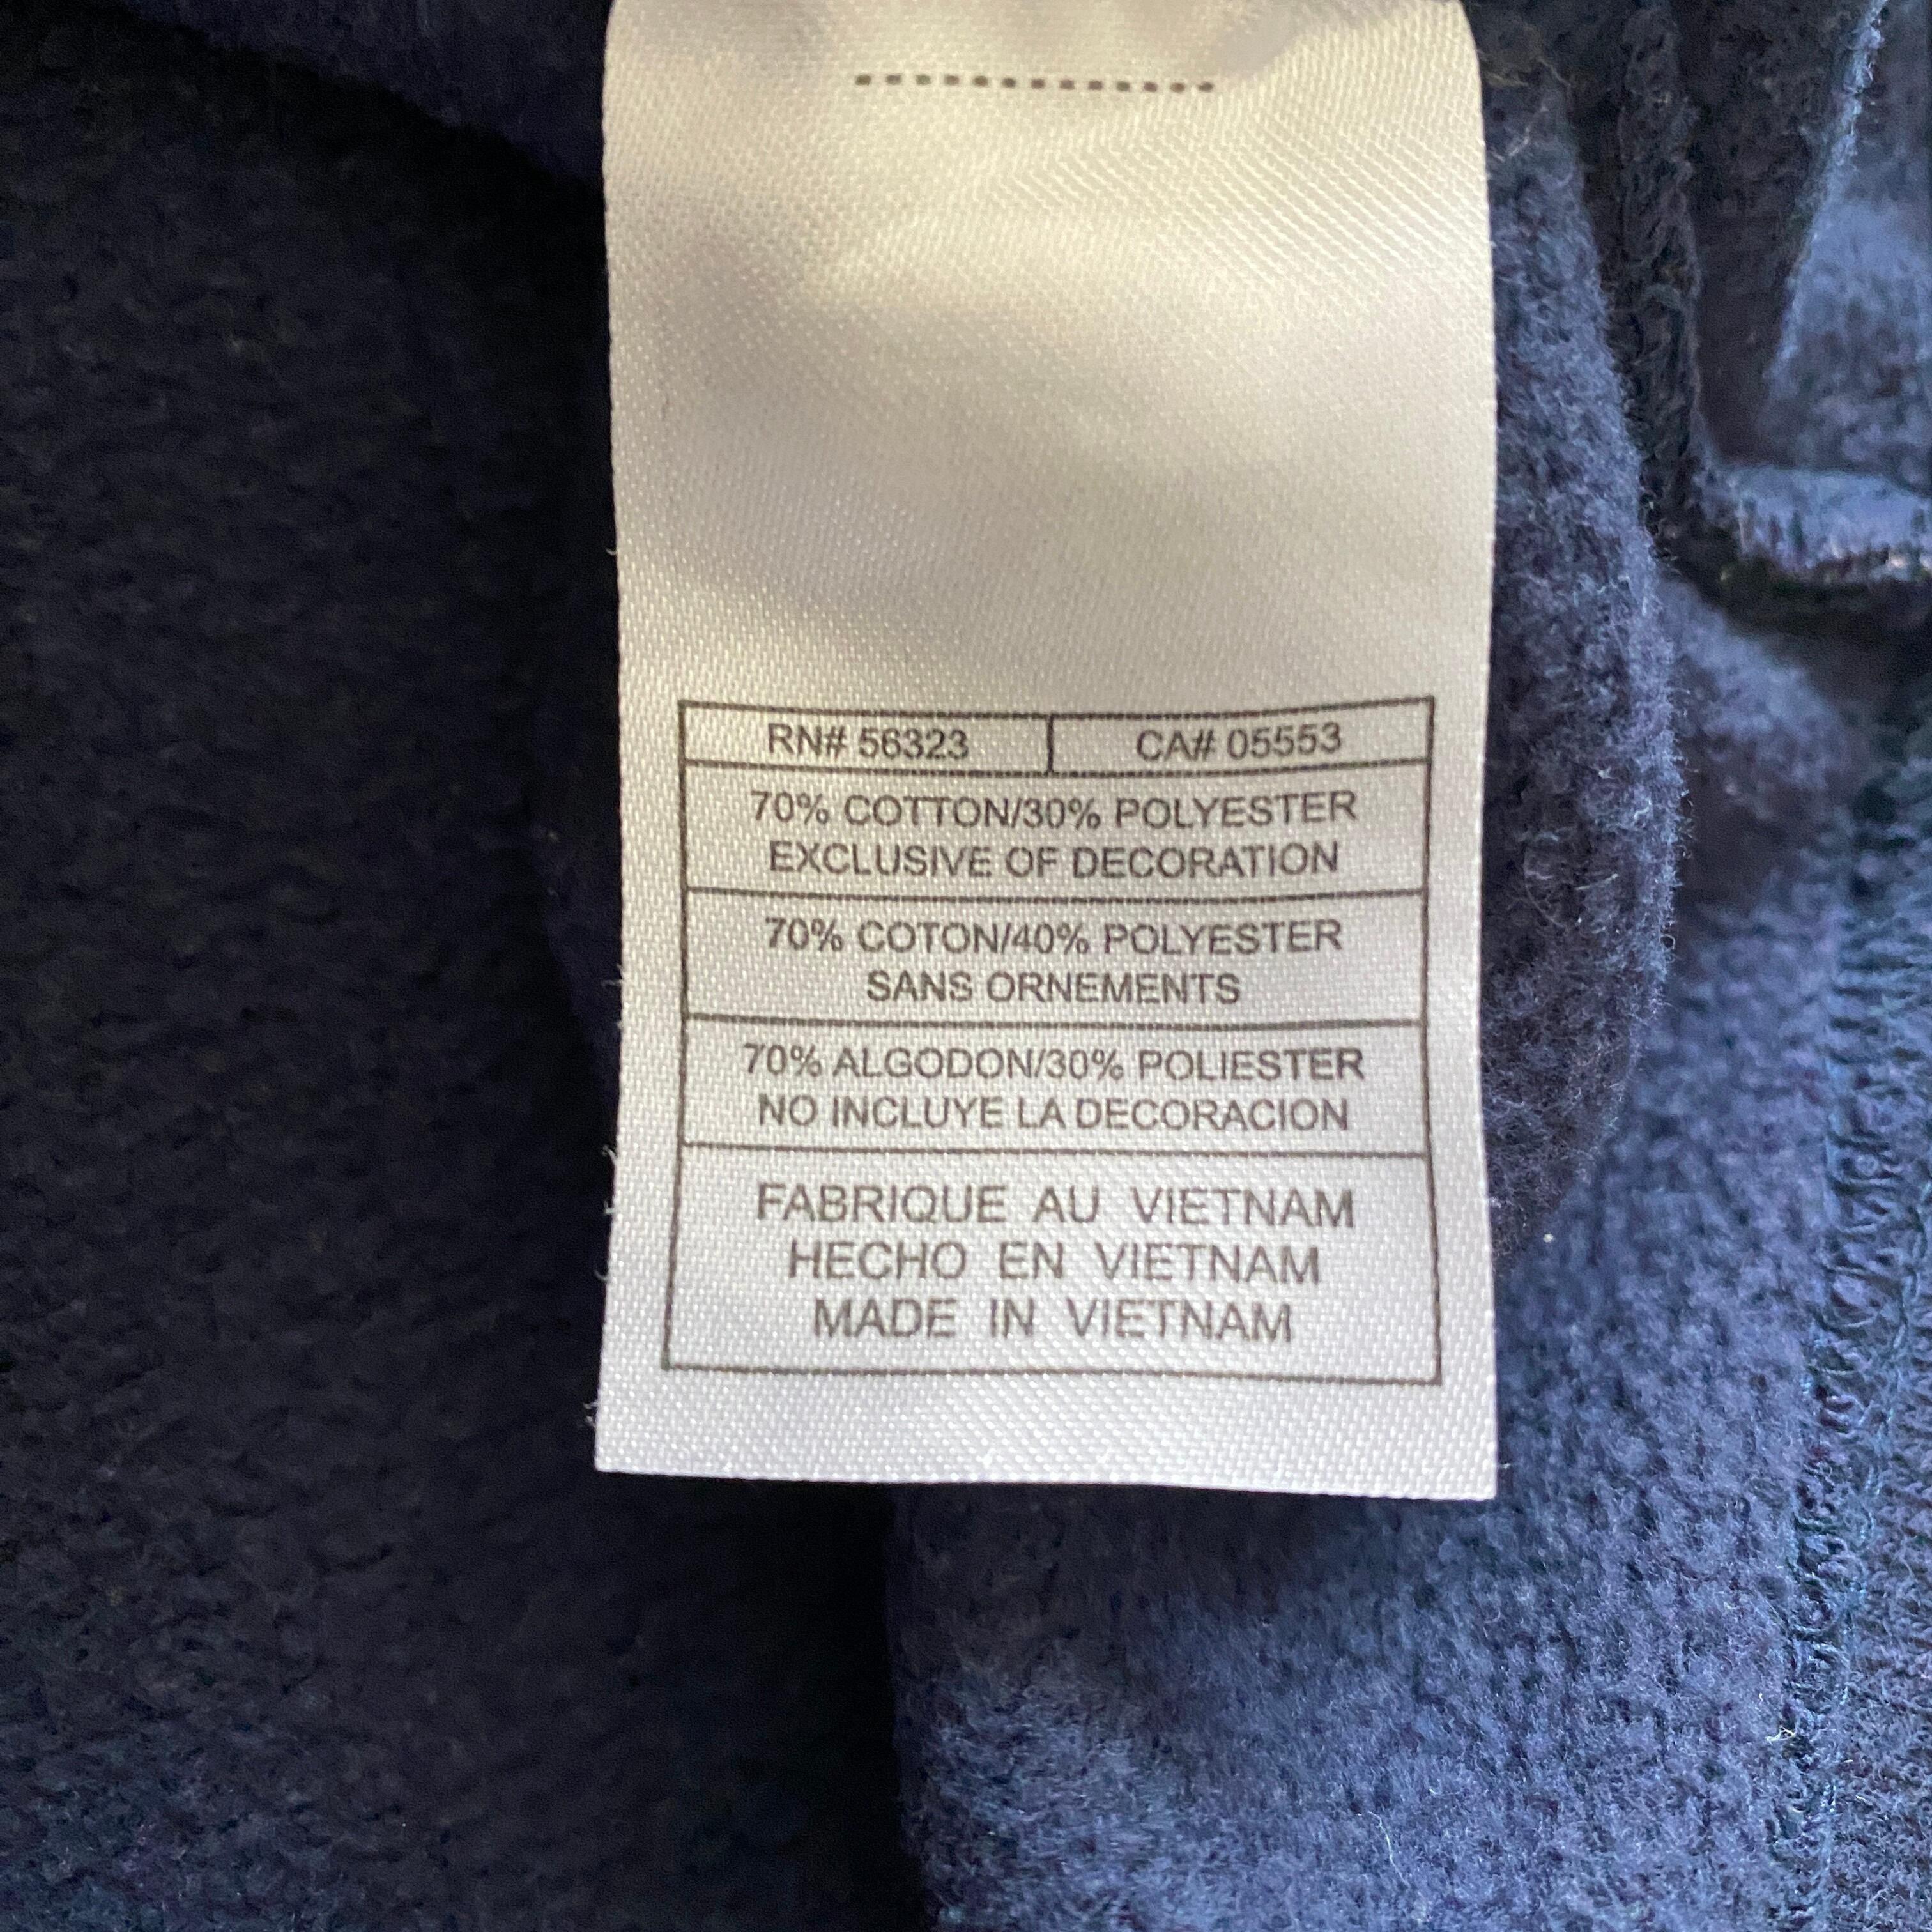 RN# 56323 CA# 05553
70% COTTON/30% POLYESTER
EXCLUSIVE OF DECORATION
70% COTON/40% POLYESTER
SANS ORNEMENTS
70% ALGODON/30% POLIESTER
NO INCLUYE LA DECORACION
FABRIQUE AU VIETNAM
HECHO EN VIETNAM
MADE IN VIETNAM